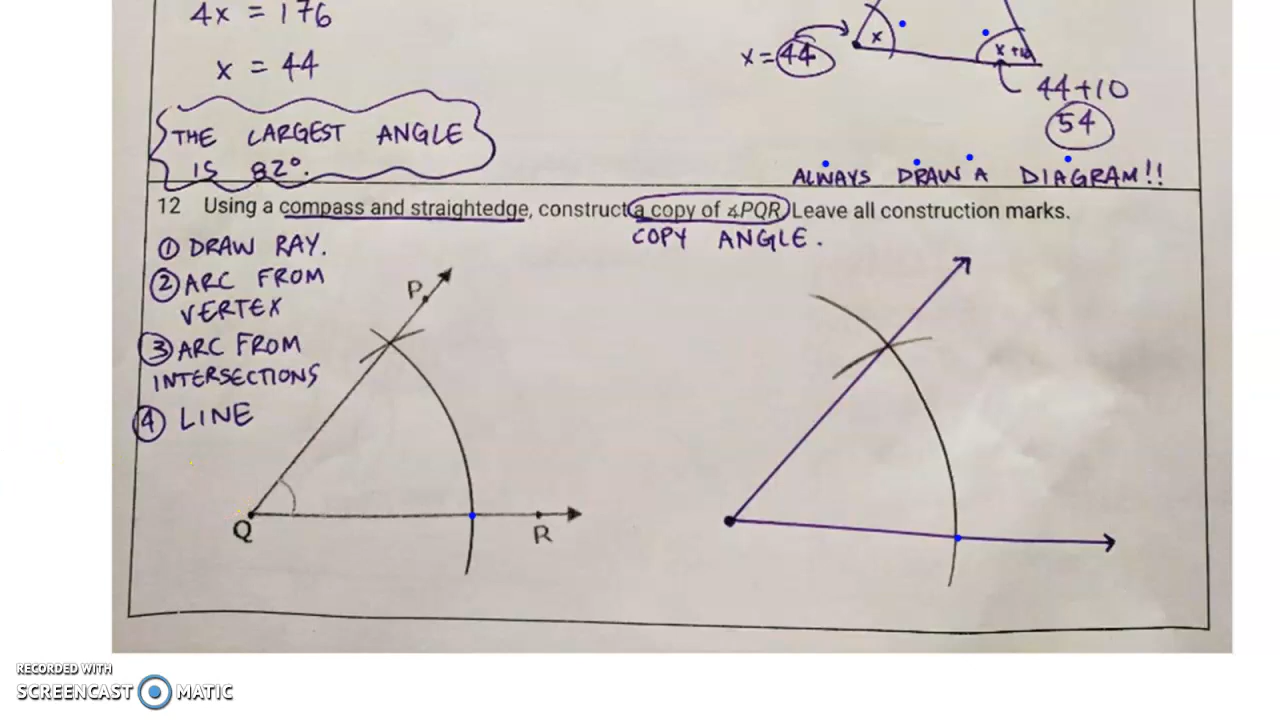 4x = 176
x = 44
x = 44
x
x + 10
44+10
54
THE LARGEST ANGLE
IS 82°.
ALWAYS DRAW A DIAGRAM!!
12 Using a compass and straightedge, construct a copy of ∡PQR. Leave all construction marks.
COPY ANGLE.
① DRAW RAY.
② ARC FROM
VERTEX
③ ARC FROM
INTERSECTIONS
④ LINE
P
Q
R
RECORDED WITH
SCREENCAST MATIC